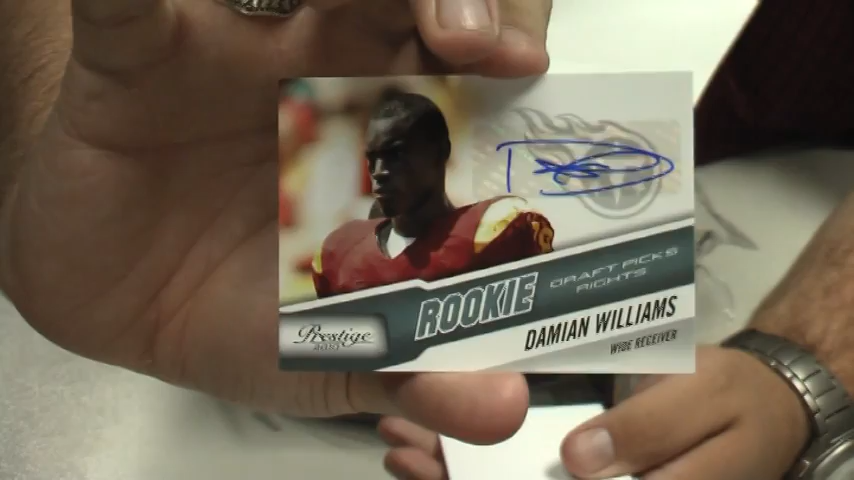 ROOKIE
DRAFT PICKS
RIGHTS
Prestige
DAMIAN WILLIAMS
WIDE RECEIVER